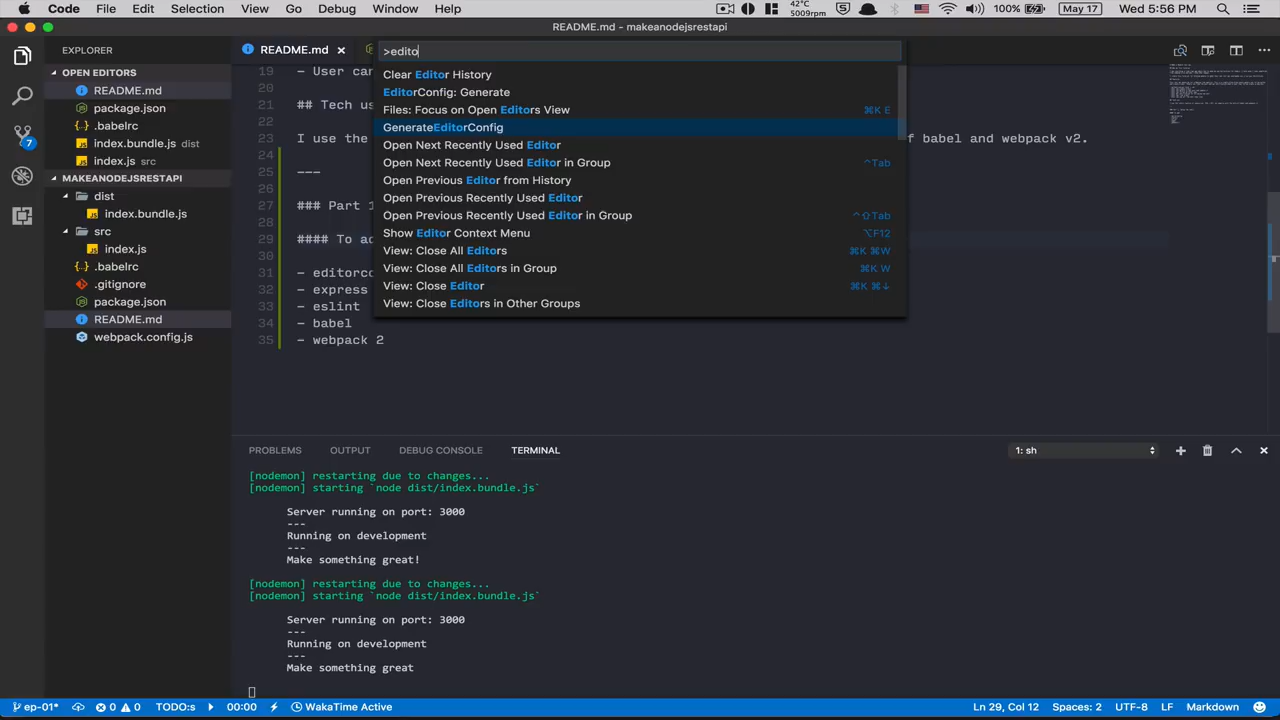 Code File Edit Selection View Go Debug Window Help 42°C 5009rpm 5 100% May 17 Wed 5:56 PM
README.md - makeanodejsrestapi
EXPLORER
README.md
>edito
OPEN EDITORS
README.md
package.json
.babelrc
index.bundle.js dist
index.js src
MAKEANODEJSRESTAPI
dist
index.bundle.js
src
index.js
.babelrc
.gitignore
package.json
README.md
webpack.config.js
7
Clear Editor History
EditorConfig: Generate
Files: Focus on Open Editors View ⌘K E
GenerateEditorConfig
Open Next Recently Used Editor
Open Next Recently Used Editor in Group ^Tab
Open Previous Editor from History
Open Previous Recently Used Editor
Open Previous Recently Used Editor in Group ^⇧Tab
Show Editor Context Menu ⌥F12
View: Close All Editors ⌘K ⌘W
View: Close All Editors in Group ⌘K W
View: Close Editor ⌘K ⌘↓
View: Close Editors in Other Groups
19 - User can
20
21 ## Tech us
22
23 I use the f babel and webpack v2.
24
25 ---
26
27 ### Part 1
28
29 #### To ad
30
31 - editorco
32 - express
33 - eslint
34 - babel
35 - webpack 2
PROBLEMS OUTPUT DEBUG CONSOLE TERMINAL 1: sh
[nodemon] restarting due to changes...
[nodemon] starting `node dist/index.bundle.js`
Server running on port: 3000
---
Running on development
---
Make something great!
[nodemon] restarting due to changes...
[nodemon] starting `node dist/index.bundle.js`
Server running on port: 3000
---
Running on development
---
Make something great
ep-01* 0 0 TODO:s 00:00 WakaTime Active Ln 29, Col 12 Spaces: 2 UTF-8 LF Markdown